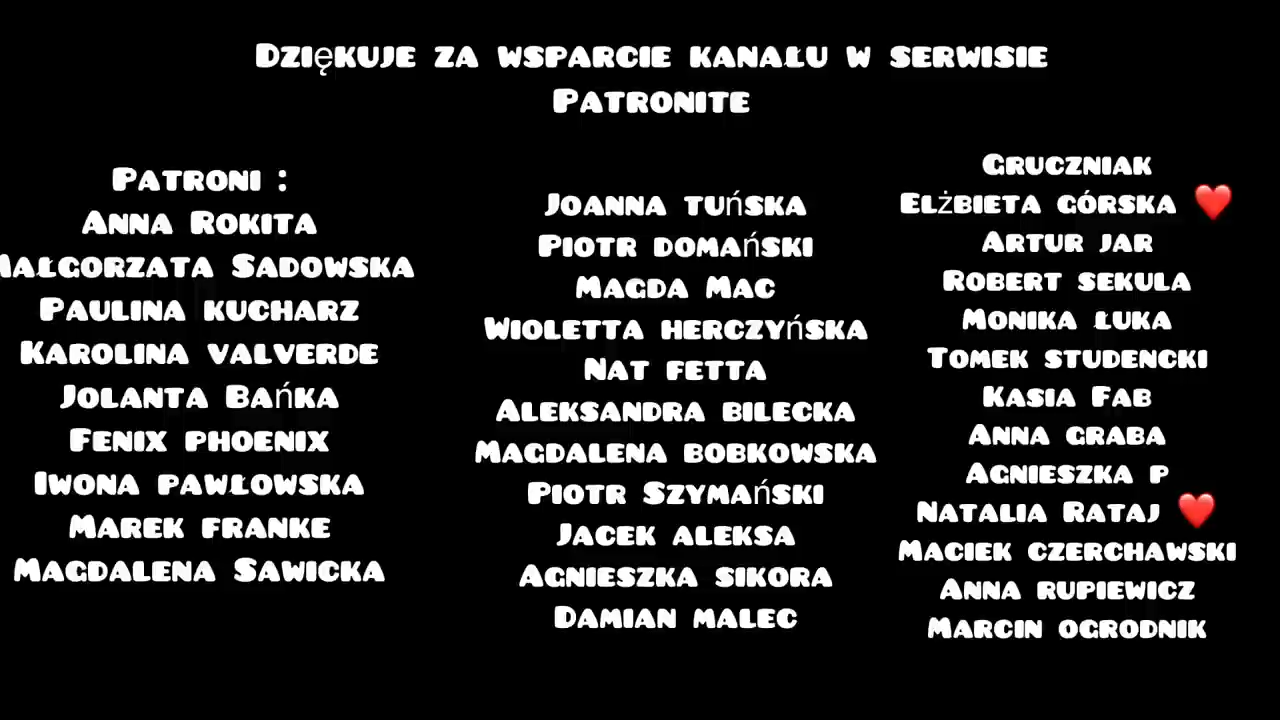 Dziękuje za wsparcie kanału w serwisie
Patronite
Patroni :
Anna Rokita
Małgorzata Sadowska
Paulina kucharz
Karolina valverde
Jolanta Bańka
Fenix phoenix
Iwona pawłowska
Marek franke
Magdalena Sawicka
Joanna tuńska
Piotr domański
Magda Mac
Wioletta herczyńska
Nat fetta
Aleksandra bilecka
Magdalena bobkowska
Piotr Szymański
Jacek aleksa
Agnieszka sikora
Damian malec
Gruczniak
Elżbieta górska ❤️
Artur jar
Robert sekula
Monika łuka
Tomek studencki
Kasia Fab
Anna graba
Agnieszka p
Natalia Rataj ❤️
Maciek czerchawski
Anna rupiewicz
Marcin ogrodnik